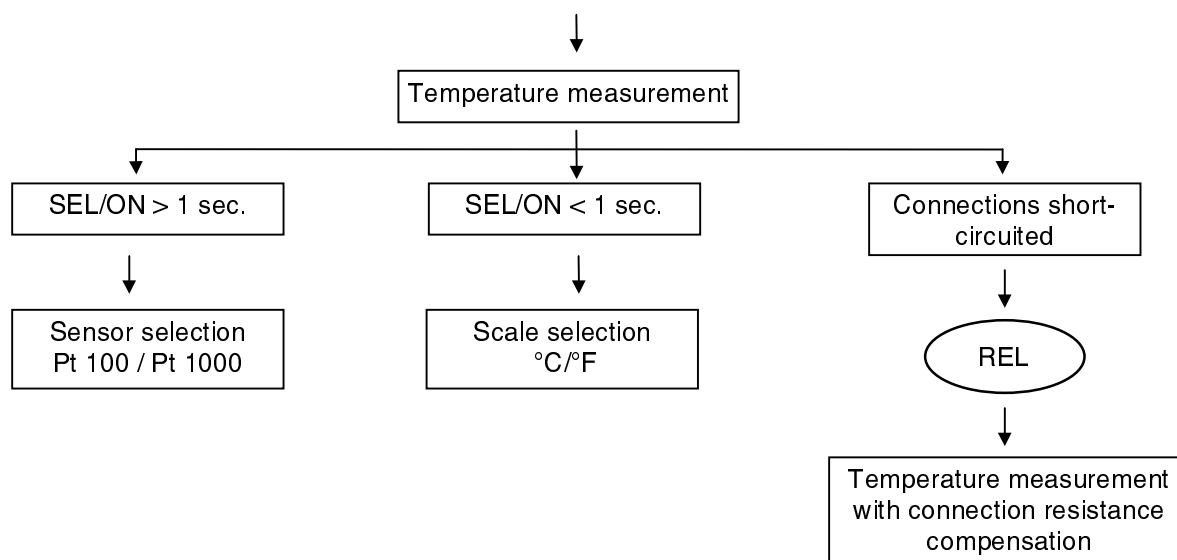 Temperature measurement
SEL/ON > 1 sec.
SEL/ON < 1 sec.
Connections short-
circuited
Sensor selection
Pt 100 / Pt 1000
Scale selection
°C/°F
REL
Temperature measurement
with connection resistance
compensation